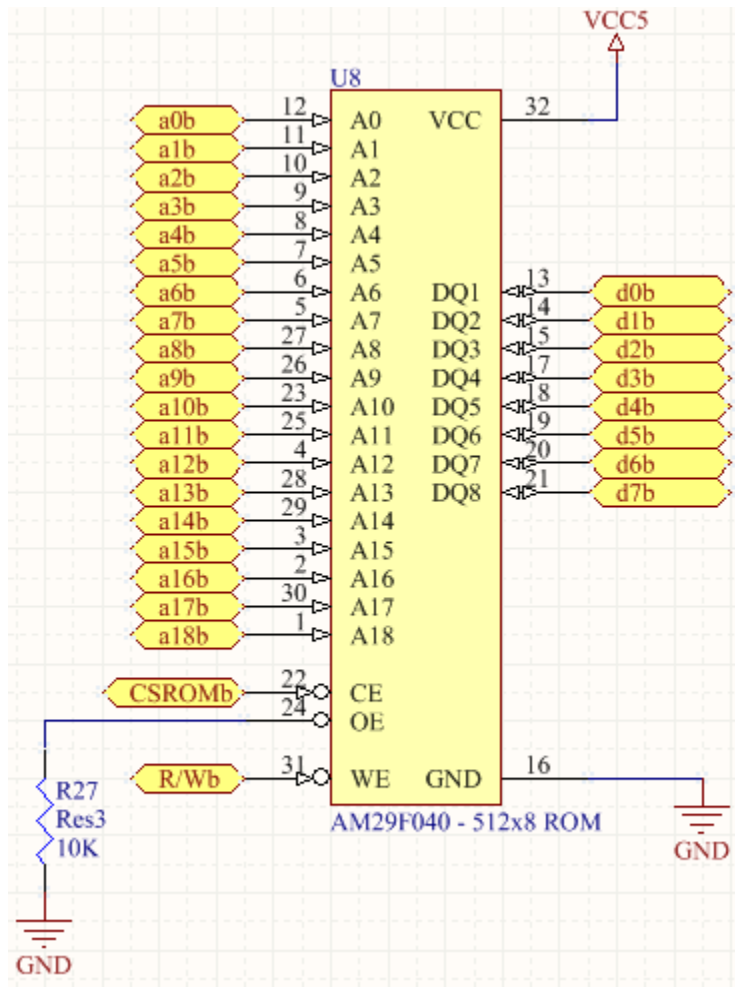 VCC5
U8
a0b 12 A0 VCC 32
a1b 11 A1
a2b 10 A2
a3b 9 A3
a4b 8 A4
a5b 7 A5
a6b 6 A6 DQ1 13 d0b
a7b 5 A7 DQ2 14 d1b
a8b 27 A8 DQ3 15 d2b
a9b 26 A9 DQ4 17 d3b
a10b 23 A10 DQ5 18 d4b
a11b 25 A11 DQ6 19 d5b
a12b 4 A12 DQ7 20 d6b
a13b 28 A13 DQ8 21 d7b
a14b 29 A14
a15b 3 A15
a16b 2 A16
a17b 30 A17
a18b 1 A18
CSROMb 22 CE
24 OE
R/Wb 31 WE GND 16
R27
Res3
10K
AM29F040 - 512x8 ROM
GND
GND